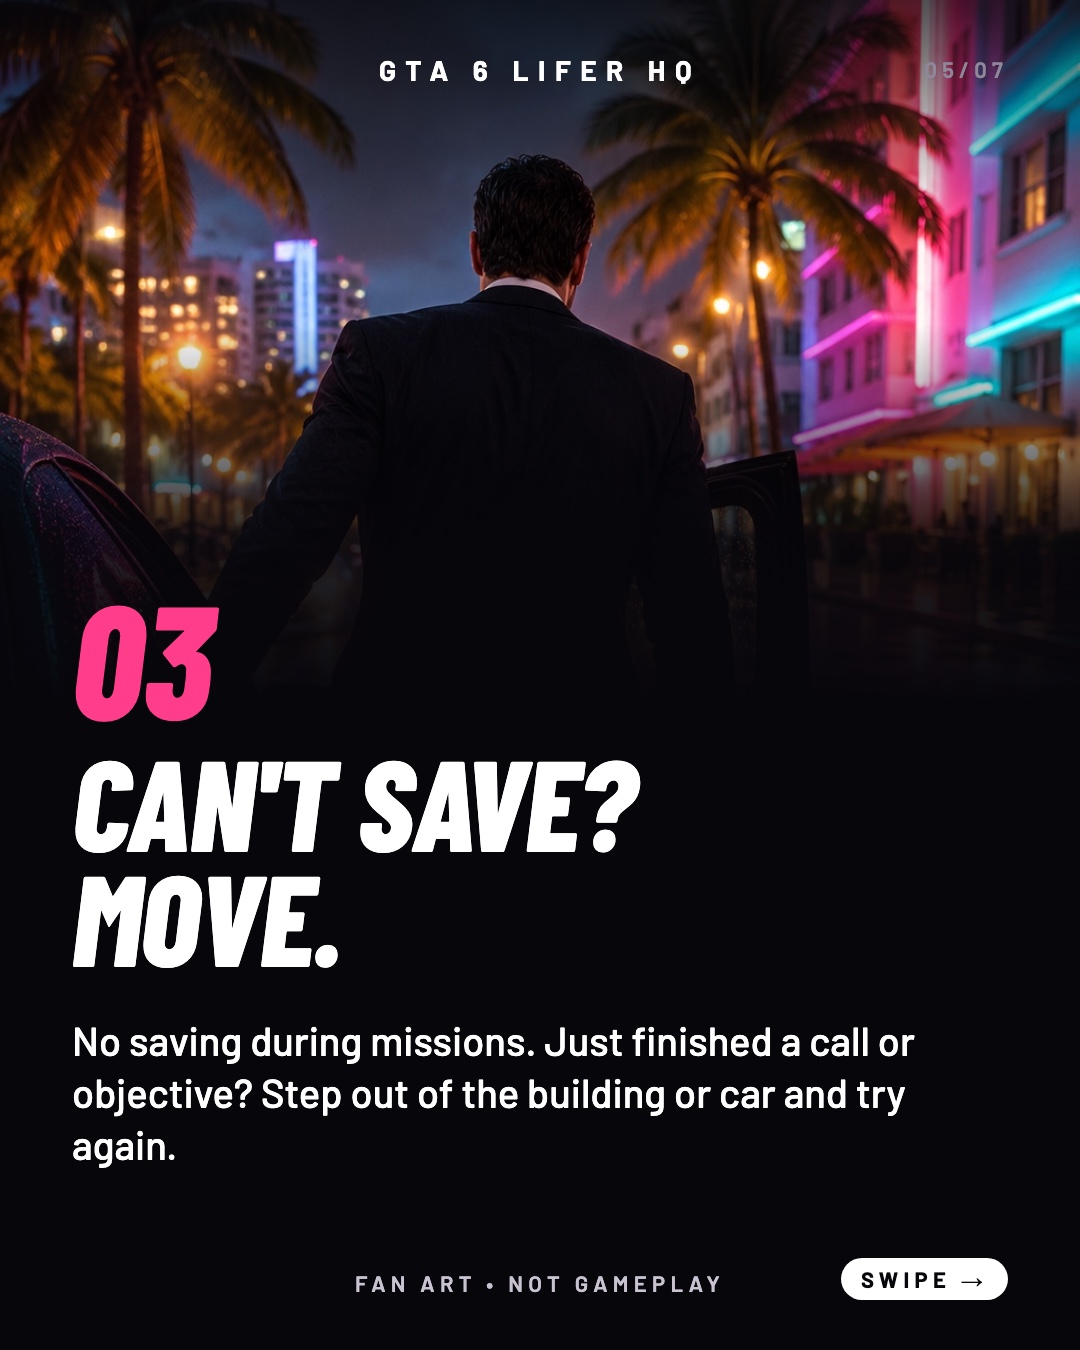 GTA 6 LIFER HQ
05/07
03
CAN'T SAVE?
MOVE.
No saving during missions. Just finished a call or
objective? Step out of the building or car and try
again.
FAN ART • NOT GAMEPLAY
SWIPE →